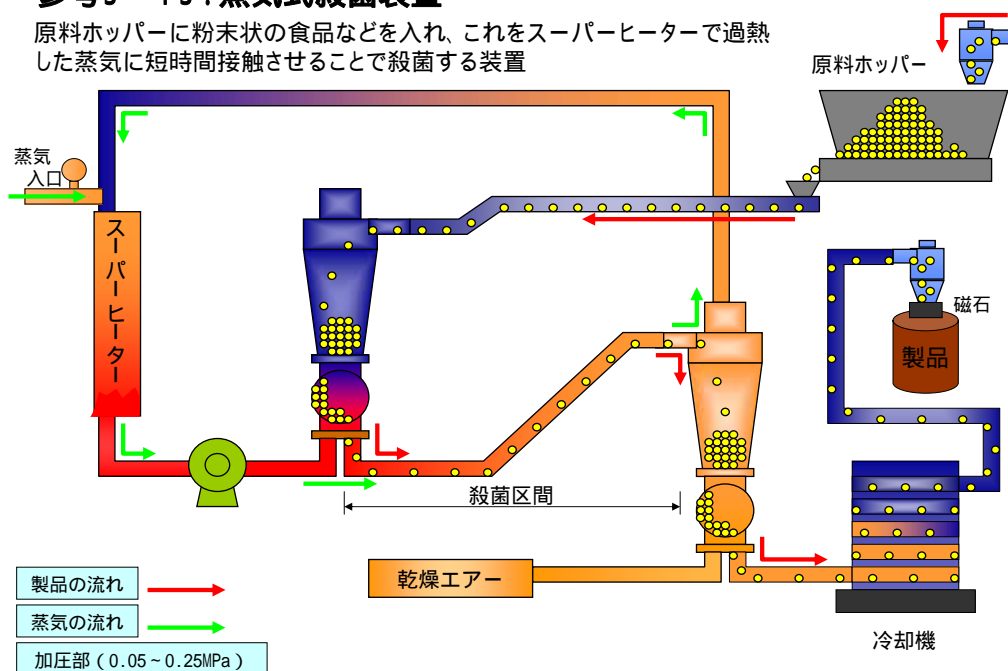 原料ホッパーに粉末状の食品などを入れ、これをスーパーヒーターで過熱
した蒸気に短時間接触させることで殺菌する装置
原料ホッパー
蒸気
入口
スーパーヒーター
磁石
製品
殺菌区間
乾燥エアー
冷却機
製品の流れ
蒸気の流れ
加圧部(0.05~0.25MPa)